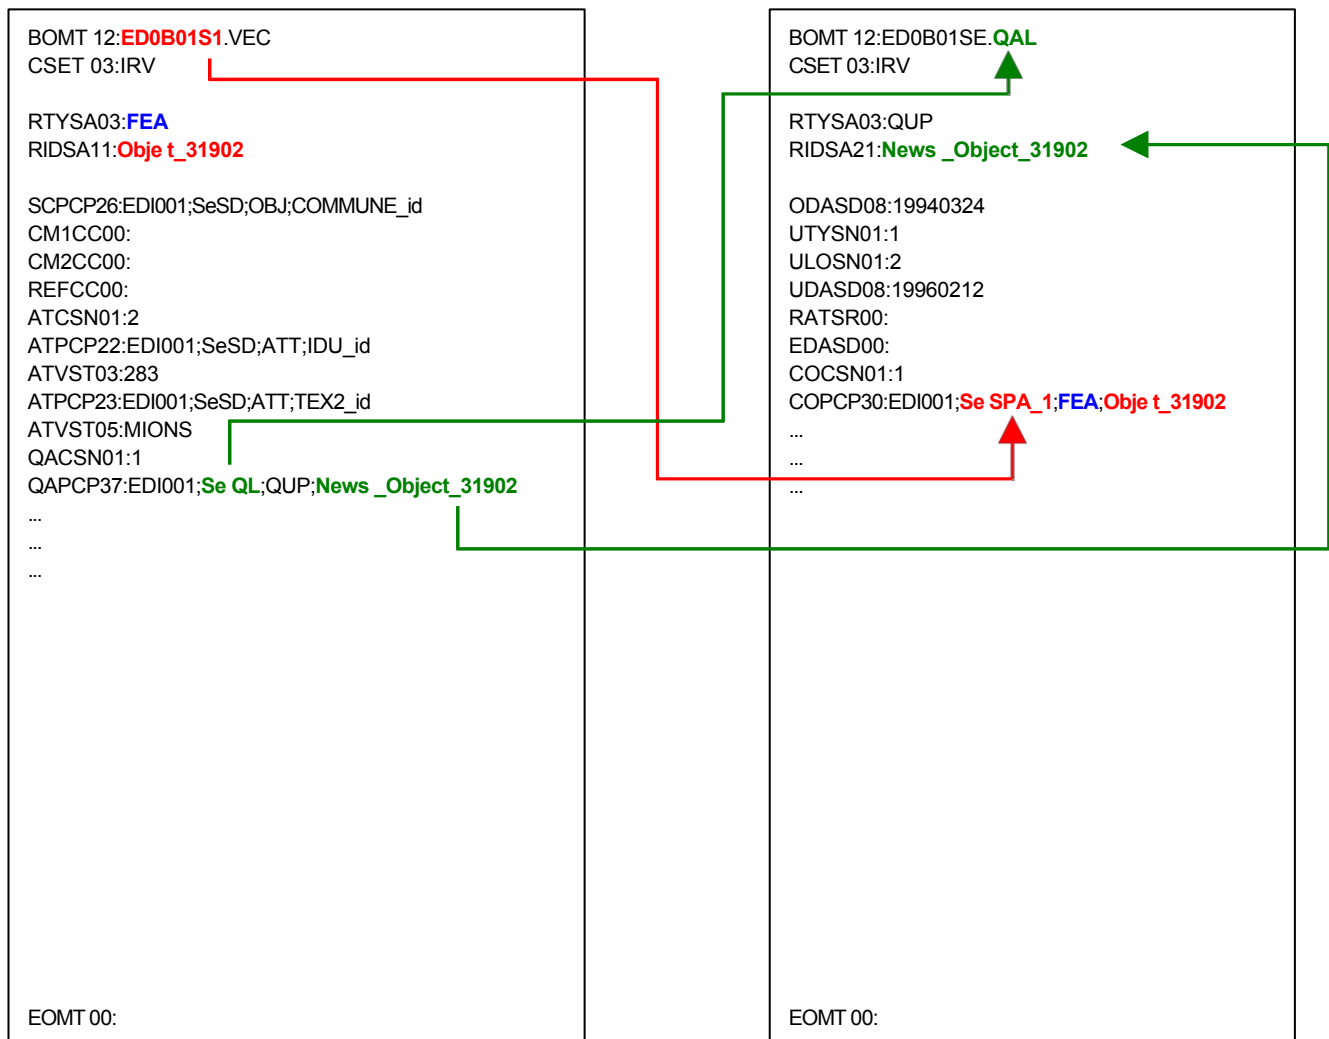 BOMT 12:ED0B01S1.VEC
CSET 03:IRV
RTYSA03:FEA
RIDSA11:Obje t_31902
SCPCP26:EDI001;SeSD;OBJ;COMMUNE_id
CM1CC00:
CM2CC00:
REFCC00:
ATCSN01:2
ATPCP22:EDI001;SeSD;ATT;IDU_id
ATVST03:283
ATPCP23:EDI001;SeSD;ATT;TEX2_id
ATVST05:MIONS
QACSN01:1
QAPCP37:EDI001;Se QL;QUP;News _Object_31902
...
...
...
EOMT 00:
BOMT 12:ED0B01SE.QAL
CSET 03:IRV
RTYSA03:QUP
RIDSA21:News _Object_31902
ODASD08:19940324
UTYSN01:1
ULOSN01:2
UDASD08:19960212
RATSR00:
EDASD00:
COCSN01:1
COPCP30:EDI001;Se SPA_1;FEA;Obje t_31902
...
...
...
EOMT 00: